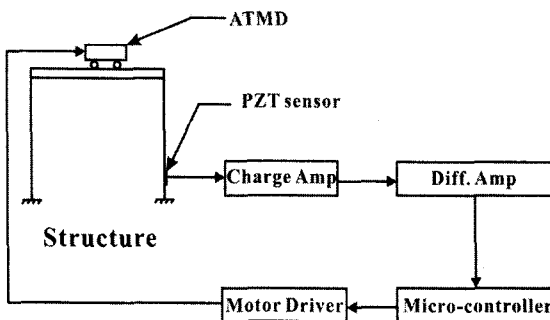 ATMD
PZT sensor
Charge Amp
Diff. Amp
Structure
Motor Driver
Micro-controller